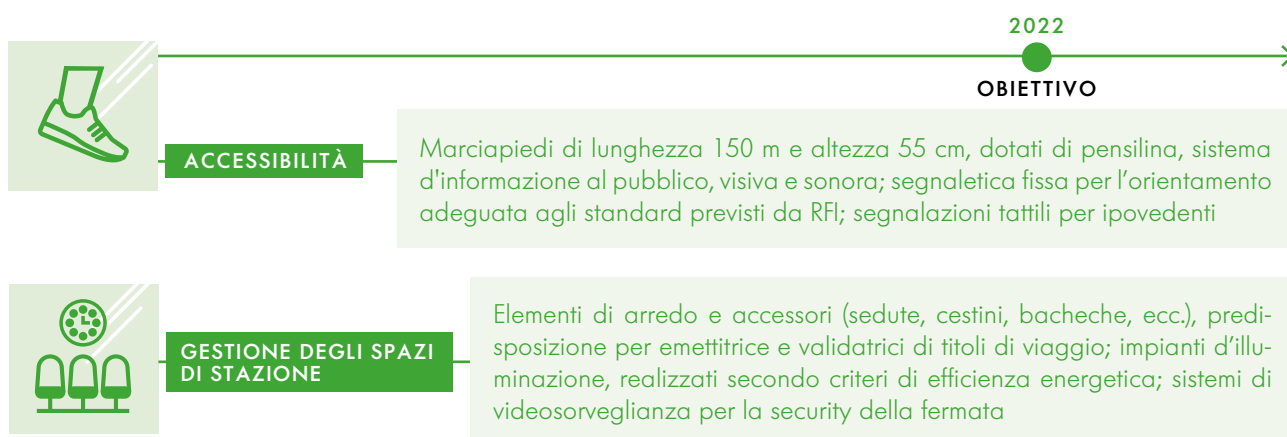 2022
OBIETTIVO
ACCESSIBILITÀ
Marciapiedi di lunghezza 150 m e altezza 55 cm, dotati di pensilina, sistema
d'informazione al pubblico, visiva e sonora; segnaletica fissa per l’orientamento
adeguata agli standard previsti da RFI; segnalazioni tattili per ipovedenti
GESTIONE DEGLI SPAZI
DI STAZIONE
Elementi di arredo e accessori (sedute, cestini, bacheche, ecc.), predi-
sposizione per emettitrice e validatrici di titoli di viaggio; impianti d’illu-
minazione, realizzati secondo criteri di efficienza energetica; sistemi di
videosorveglianza per la security della fermata